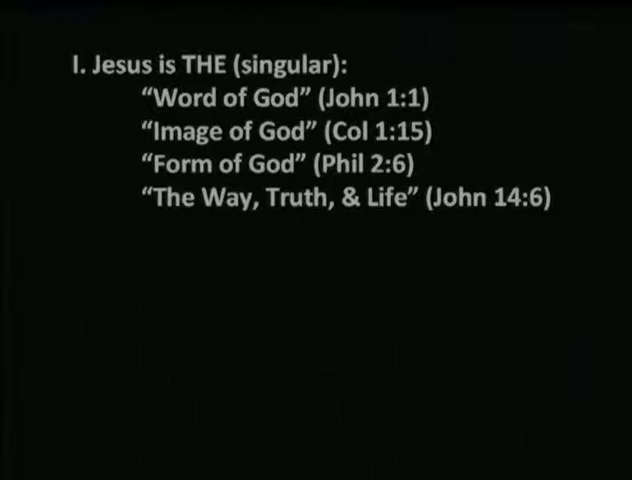 I. Jesus is THE (singular):
“Word of God” (John 1:1)
“Image of God” (Col 1:15)
“Form of God” (Phil 2:6)
“The Way, Truth, & Life” (John 14:6)